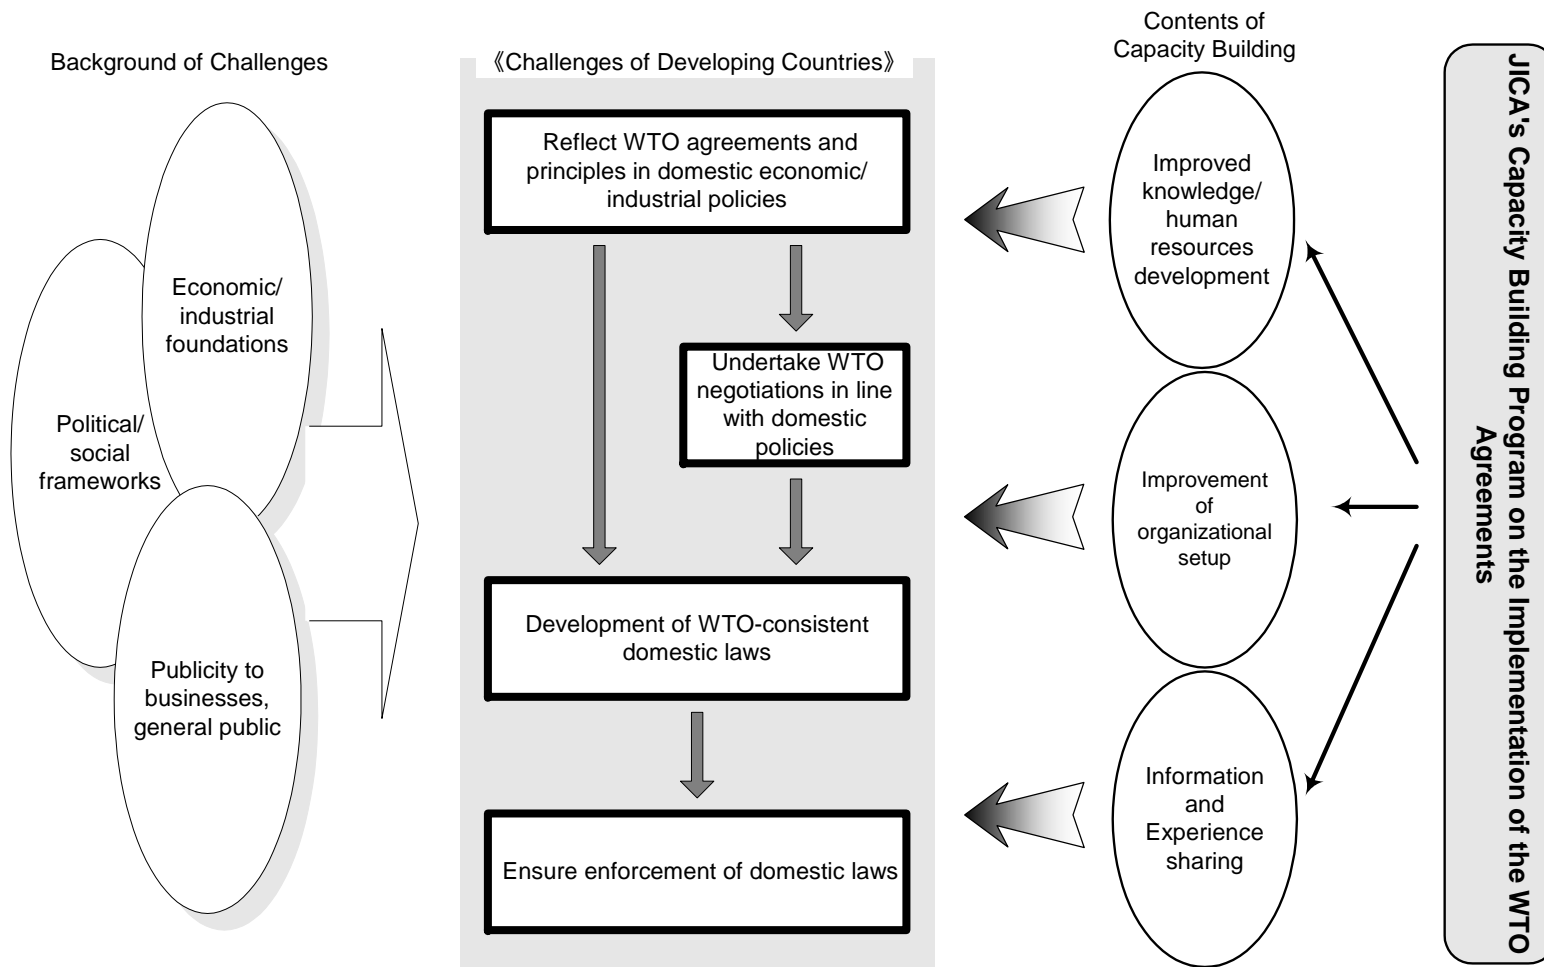 Background of Challenges
Economic/
industrial
foundations
Political/
social
frameworks
Publicity to
businesses,
general public
《Challenges of Developing Countries》
Reflect WTO agreements and
principles in domestic economic/
industrial policies
Undertake WTO
negotiations in line
with domestic
policies
Development of WTO-consistent
domestic laws
Ensure enforcement of domestic laws
Contents of
Capacity Building
Improved
knowledge/
human
resources
development
Improvement
of
organizational
setup
Information
and
Experience
sharing
JICA's Capacity Building Program on the Implementation of the WTO
Agreements